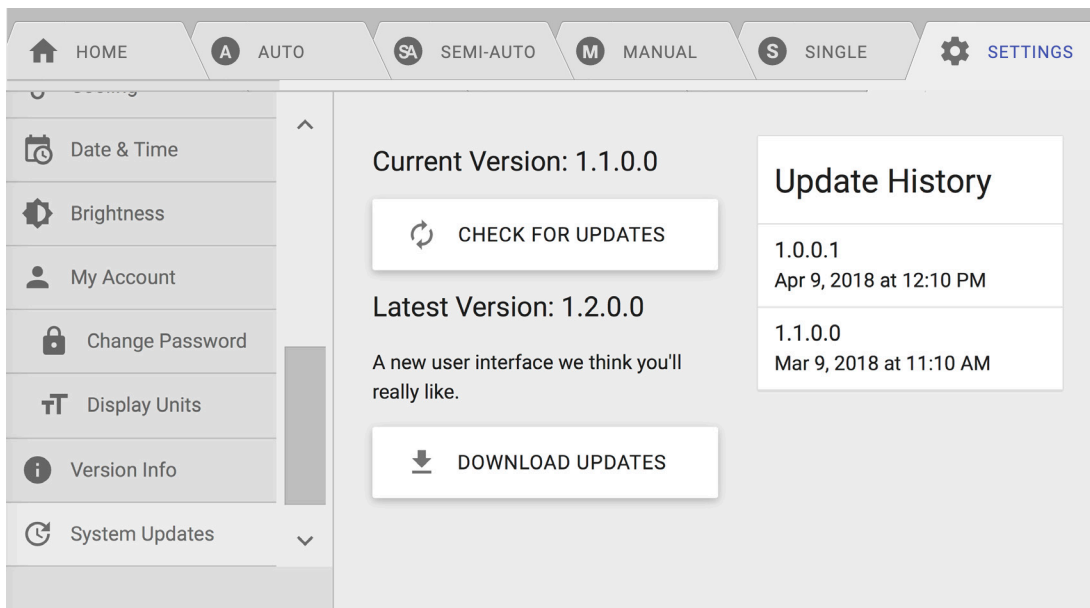 HOME
A AUTO
SA SEMI-AUTO
M MANUAL
S SINGLE
SETTINGS
Date & Time
Brightness
My Account
Change Password
TT Display Units
Version Info
System Updates
Current Version: 1.1.0.0
CHECK FOR UPDATES
Latest Version: 1.2.0.0
A new user interface we think you'll
really like.
DOWNLOAD UPDATES
Update History
1.0.0.1
Apr 9, 2018 at 12:10 PM
1.1.0.0
Mar 9, 2018 at 11:10 AM